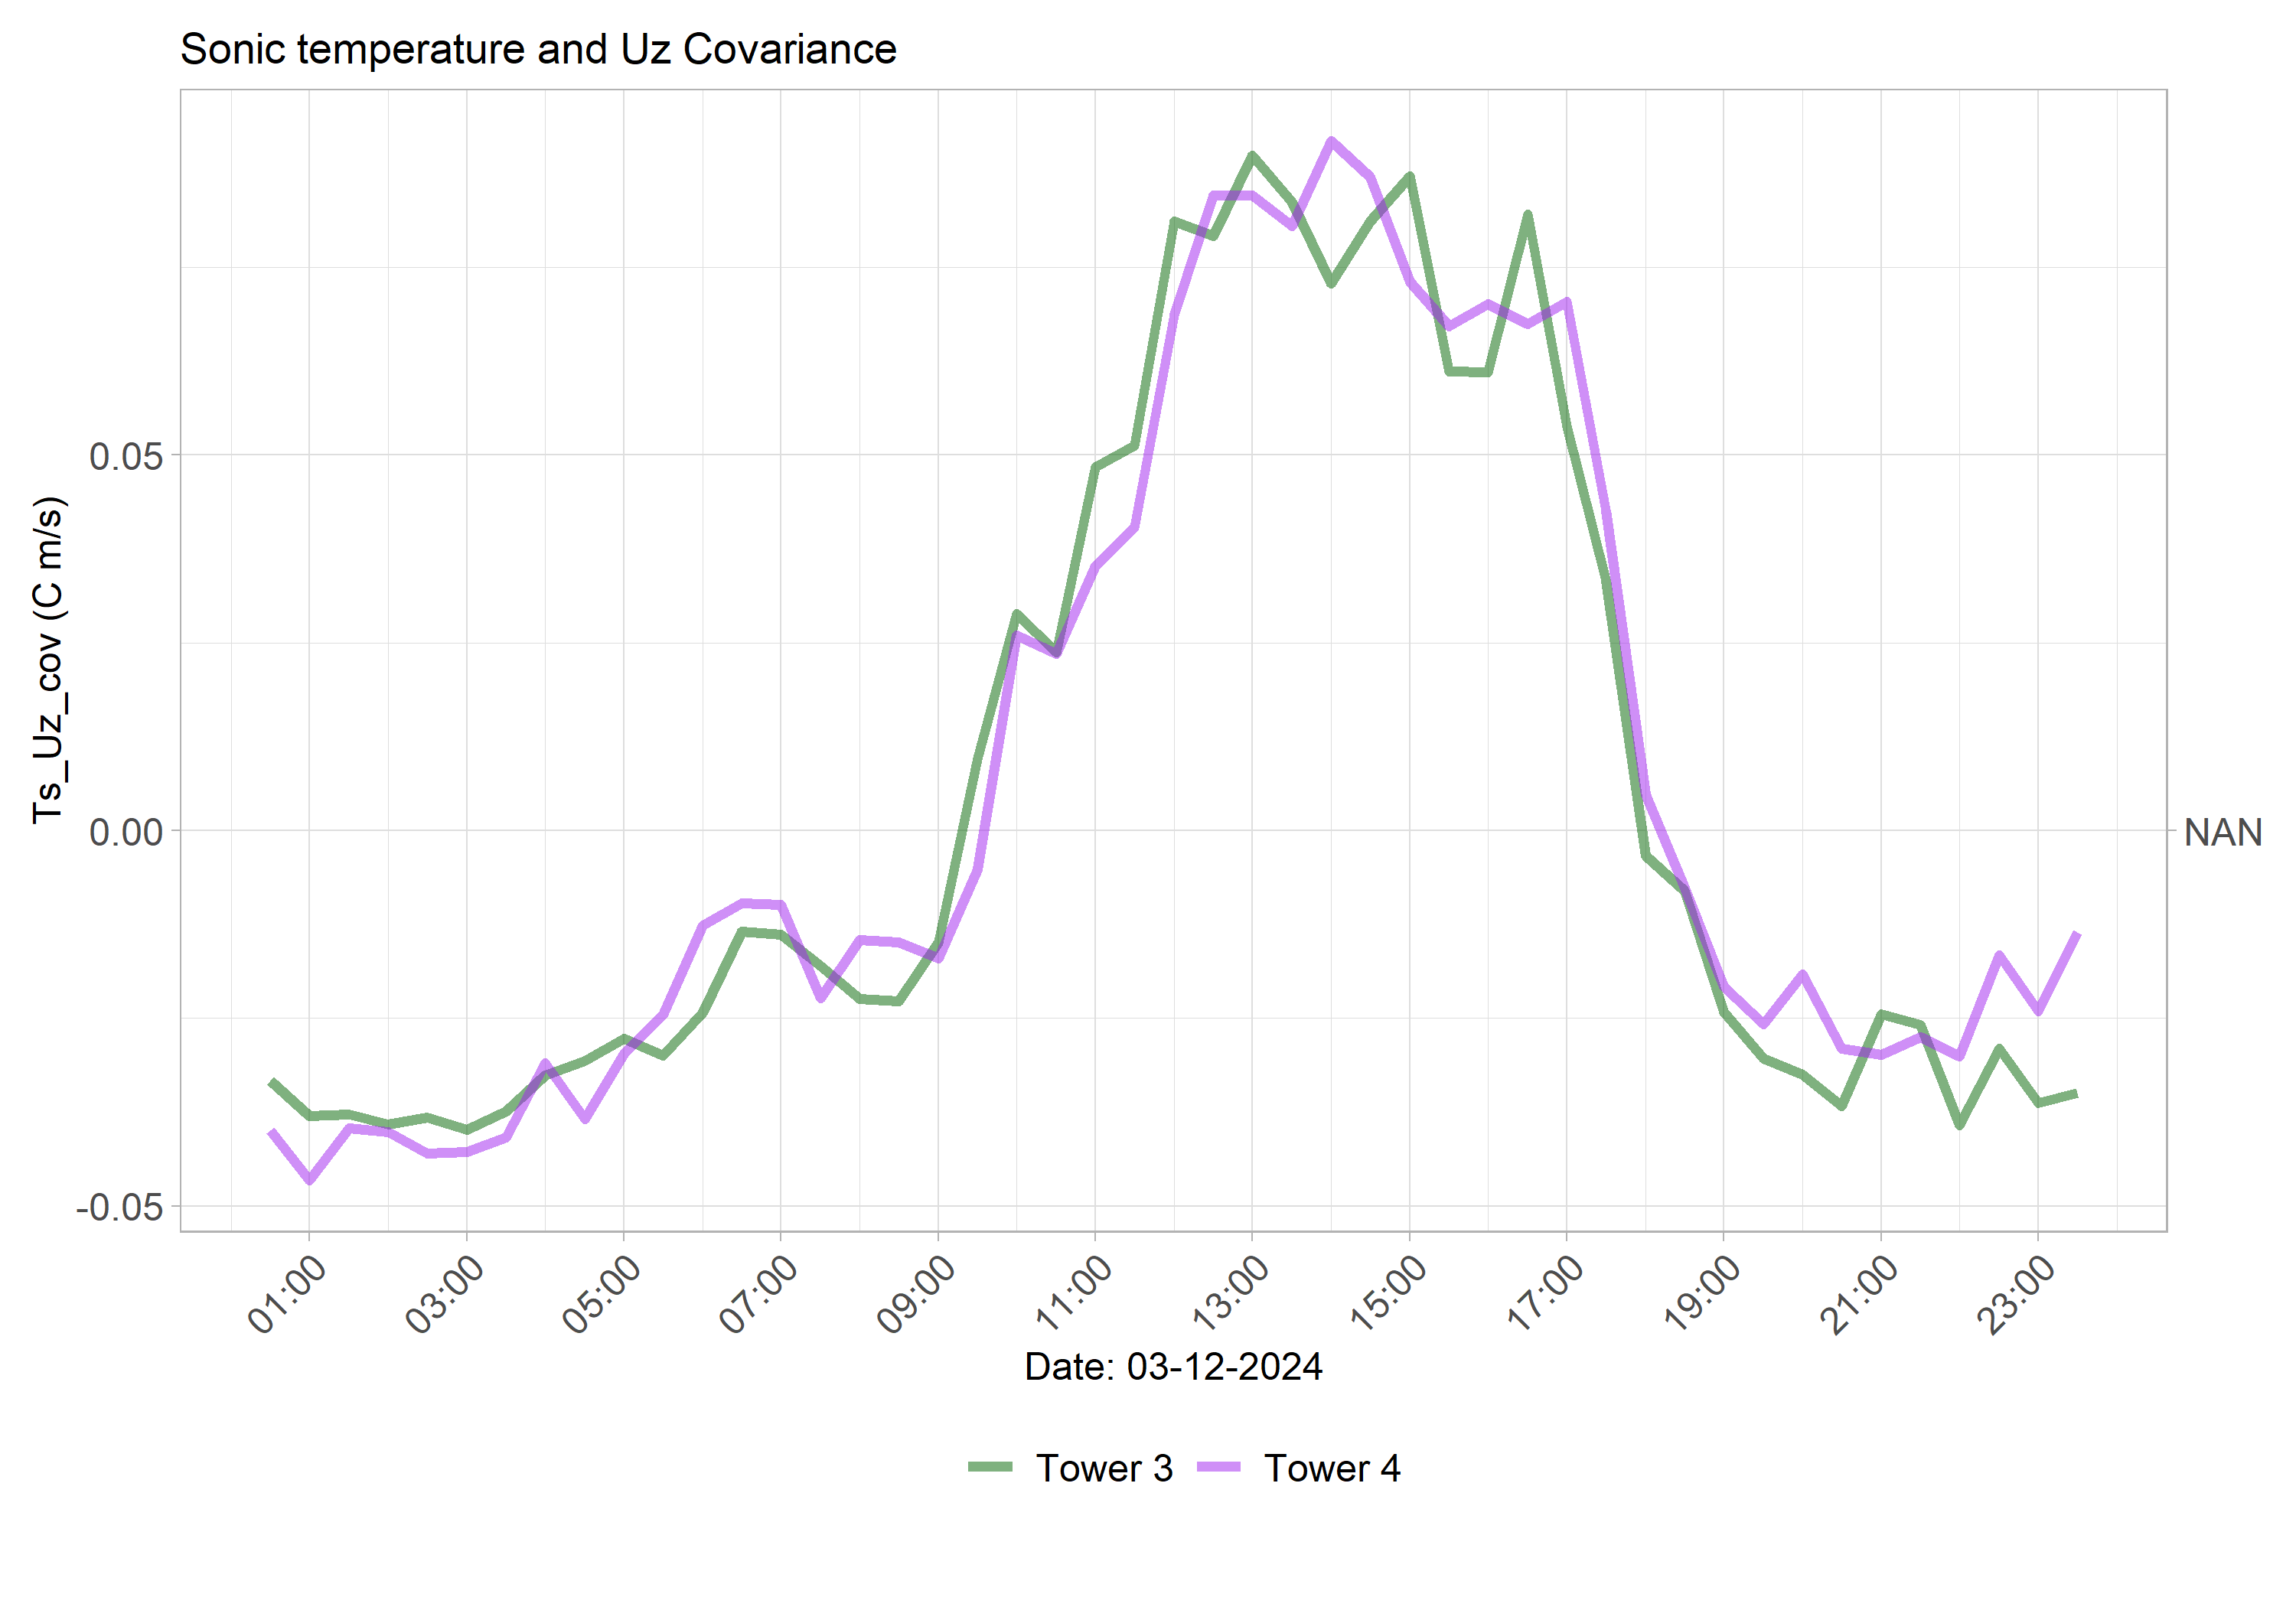 Sonic temperature and Uz Covariance
Ts_Uz_cov (C m/s)
0.05
0.00
-0.05
NAN
01:00
03:00
05:00
07:00
09:00
11:00
13:00
15:00
17:00
19:00
21:00
23:00
Date: 03-12-2024
Tower 3
Tower 4